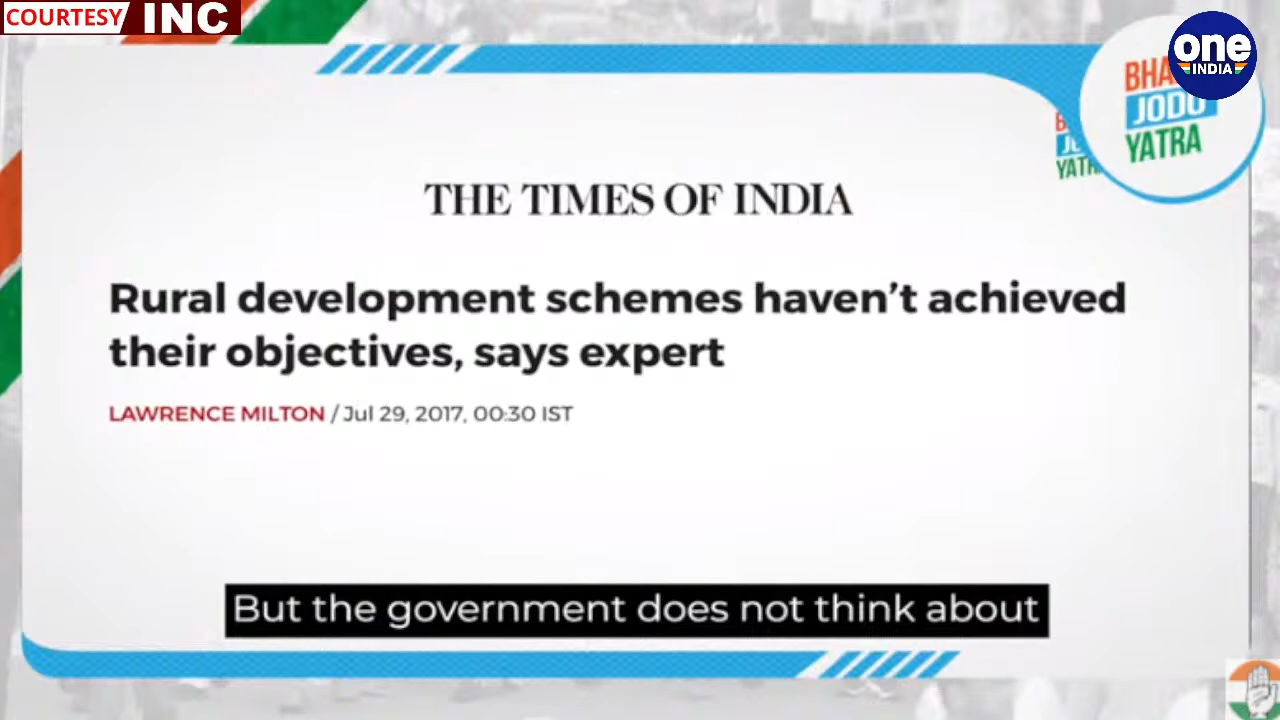 COURTESY INC
one
INDIA
BHA
JODO
YATRA
THE TIMES OF INDIA
Rural development schemes haven't achieved
their objectives, says expert
LAWRENCE MILTON / Jul 29, 2017, 00:30 IST
But the government does not think about